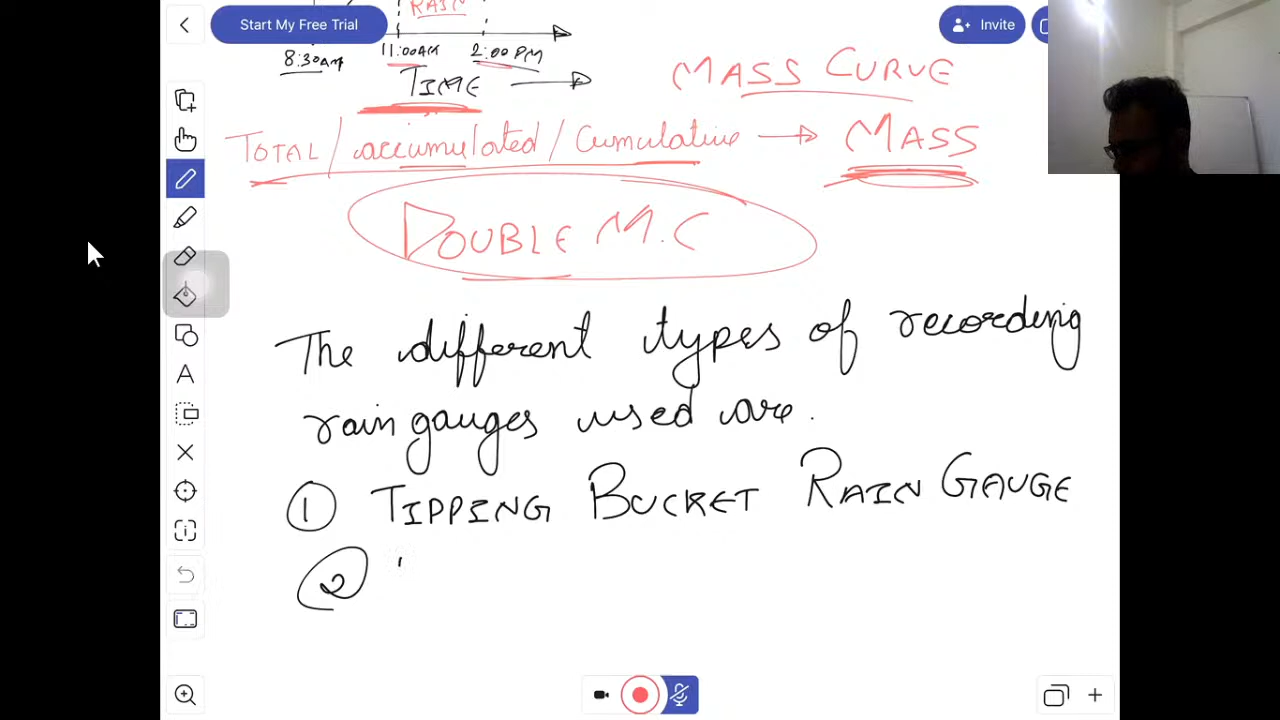 Start My Free Trial
Invite
RAIN
8:30AM 11:00AM 2:00 PM
TIME
MASS CURVE
TOTAL / accumulated / Cumulative → MASS
DOUBLE M.C
The different types of recording
rain gauges used are.
① TIPPING BUCKET RAIN GAUGE
②